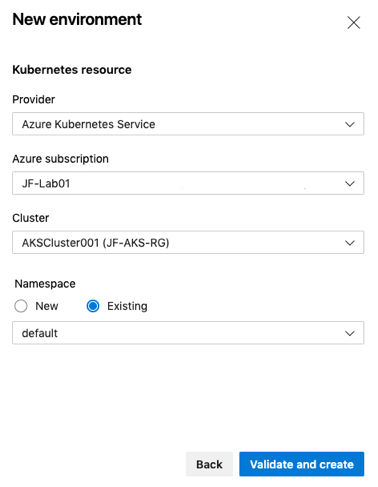 New environment
Kubernetes resource
Provider
Azure Kubernetes Service
Azure subscription
JF-Lab01
Cluster
AKSCluster001 (JF-AKS-RG)
Namespace
New Existing
default
Back Validate and create